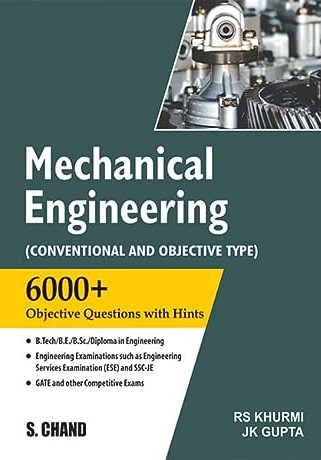 Mechanical
Engineering
(CONVENTIONAL AND OBJECTIVE TYPE)
6000+
Objective Questions with Hints
• B.Tech/B.E./B.Sc./Diploma in Engineering
• Engineering Examinations such as Engineering
Services Examination (ESE) and SSC-JE
• GATE and other Competitive Exams
S. CHAND
RS KHURMI
JK GUPTA